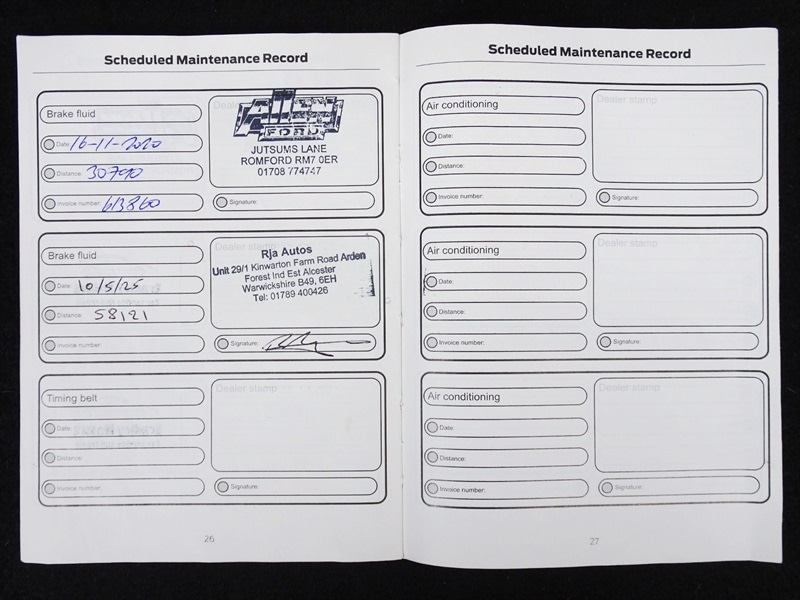 Scheduled Maintenance Record
Brake fluid
Date: 16-11-2020
Distance: 30790
Invoice number: 613860
Dealer stamp
ALLEN
FORD
JUTSUMS LANE
ROMFORD RM7 0ER
01708 774747
Signature:
Brake fluid
Date: 10/5/25
Distance: 58121
Invoice number:
Dealer stamp
Rja Autos
Unit 29/1 Kinwarton Farm Road Arden
Forest Ind Est Alcester
Warwickshire B49, 6EH
Tel: 01789 400426
Signature:
Timing belt
Date:
Distance:
Invoice number:
Dealer stamp
Signature:
26
Scheduled Maintenance Record
Air conditioning
Date:
Distance:
Invoice number:
Dealer stamp
Signature:
Air conditioning
Date:
Distance:
Invoice number:
Dealer stamp
Signature:
Air conditioning
Date:
Distance:
Invoice number:
Dealer stamp
Signature:
27